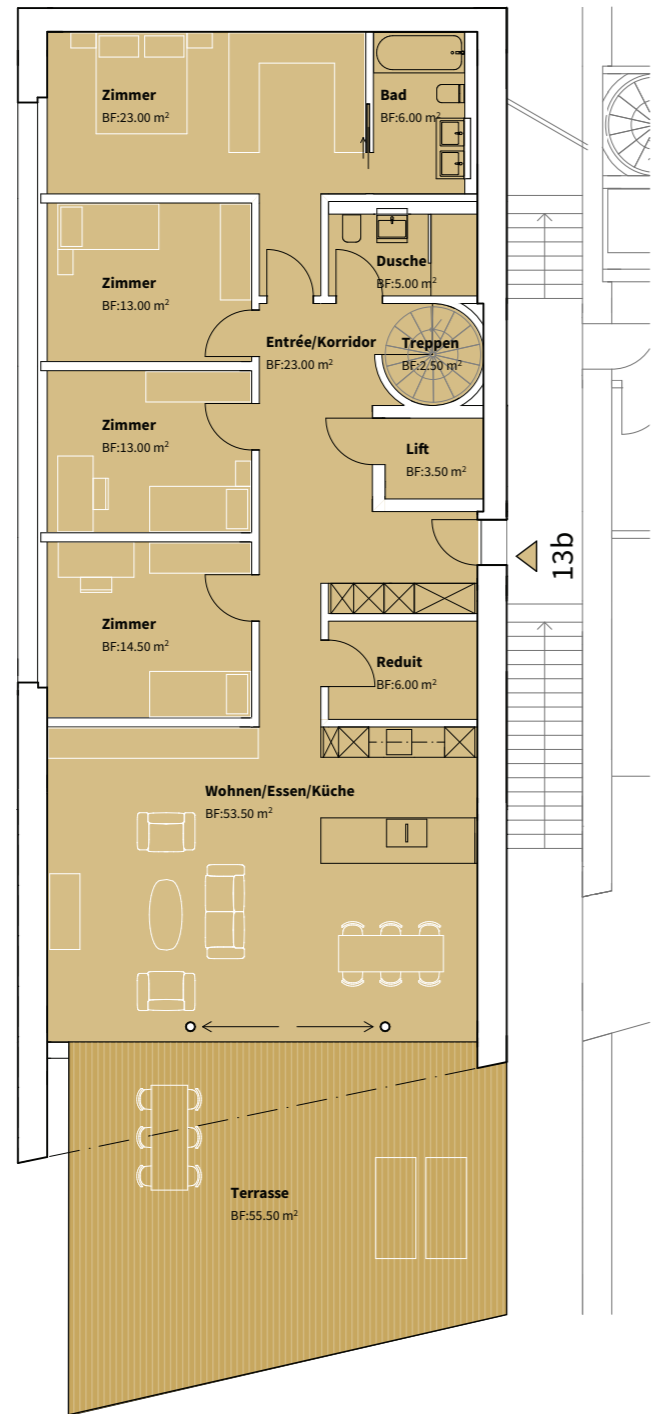 Zimmer
BF:23.00 m²
Bad
BF:6.00 m²
Zimmer
BF:13.00 m²
Dusche
BF:5.00 m²
Entrée/Korridor
BF:23.00 m²
Treppen
BF:2.50 m²
Zimmer
BF:13.00 m²
Lift
BF:3.50 m²
13b
Zimmer
BF:14.50 m²
Reduit
BF:6.00 m²
Wohnen/Essen/Küche
BF:53.50 m²
Terrasse
BF:55.50 m²